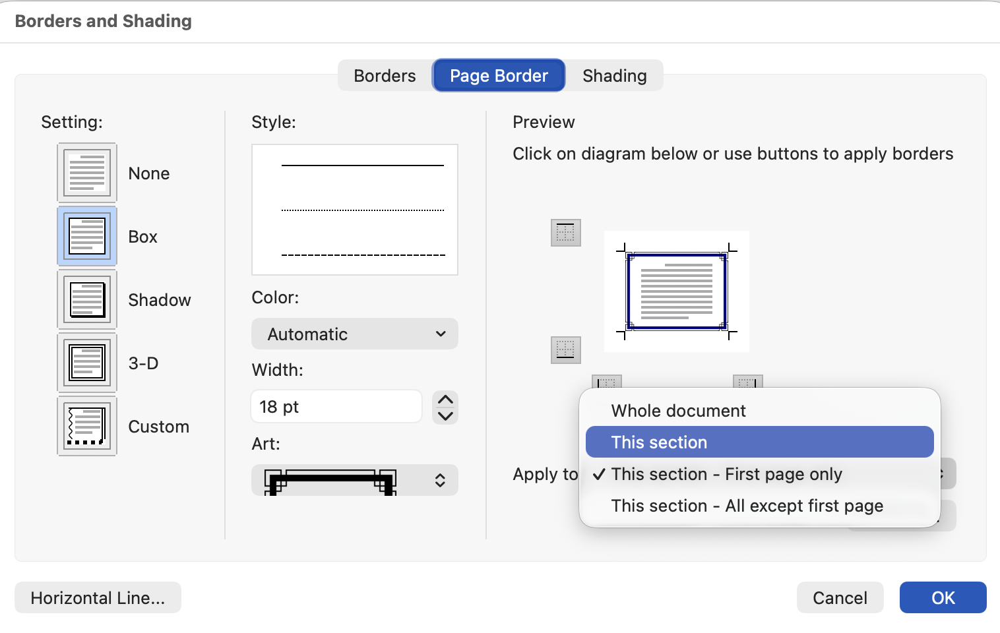 Borders and Shading
Borders
Page Border
Shading
Setting:
None
Box
Shadow
3-D
Custom
Style:
Color:
Automatic
Width:
18 pt
Art:
Preview
Click on diagram below or use buttons to apply borders
Apply to
Whole document
This section
✓ This section - First page only
This section - All except first page
Horizontal Line...
Cancel
OK